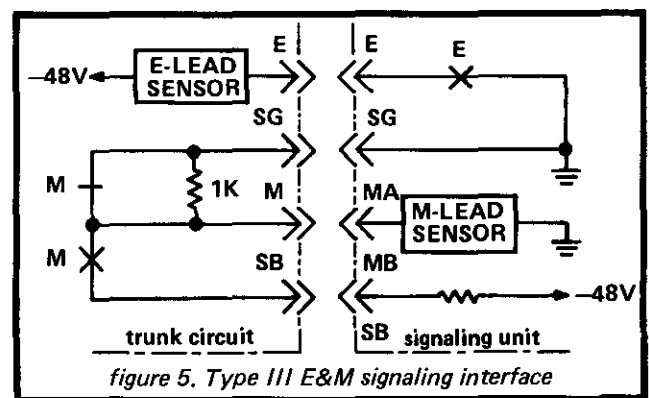 E E E
E-LEAD
SENSOR
–48V
SG SG
M 1K M MA
M-LEAD
SENSOR
M SB MB
–48V
SB
trunk circuit signaling unit
figure 5. Type III E&M signaling interface